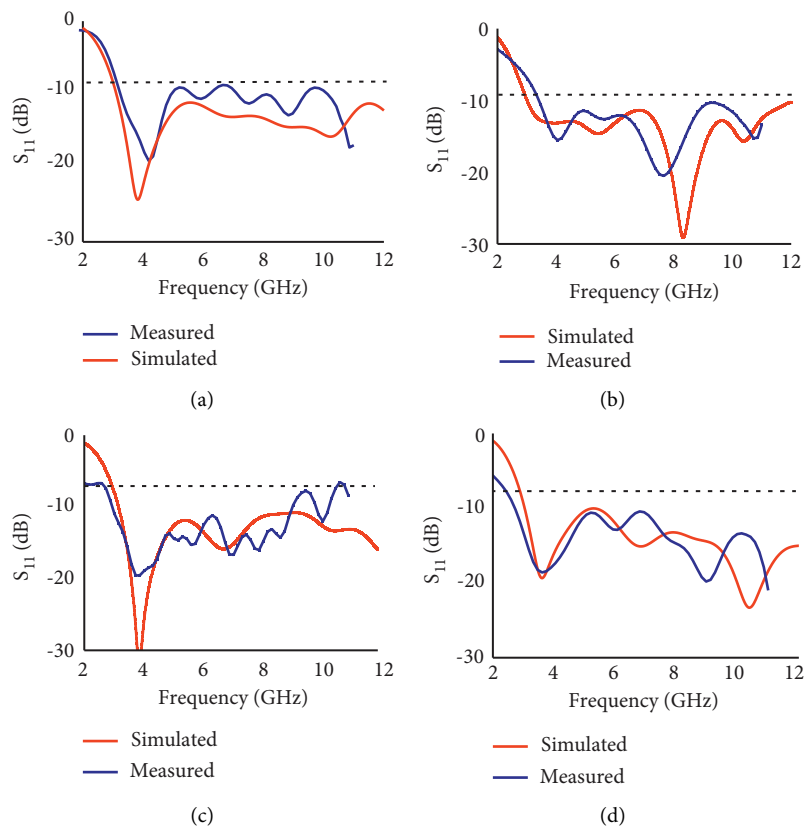 0
-10
-20
-30
S11 (dB)
2 4 6 8 10 12
Frequency (GHz)
Measured
Simulated
(a)
0
-10
-20
-30
S11 (dB)
2 4 6 8 10 12
Frequency (GHz)
Simulated
Measured
(b)
0
-10
-20
-30
S11 (dB)
2 4 6 8 10 12
Frequency (GHz)
Simulated
Measured
(c)
0
-10
-20
-30
S11 (dB)
2 4 6 8 10 12
Frequency (GHz)
Simulated
Measured
(d)